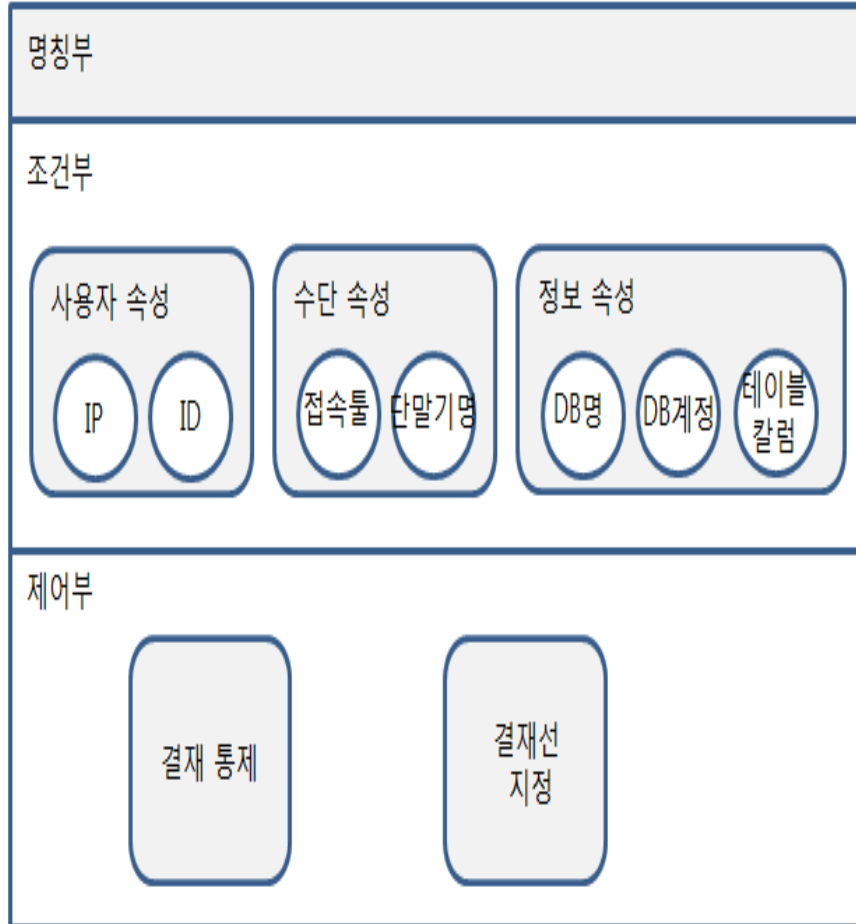 명칭부
조건부
사용자 속성
IP
ID
수단 속성
접속툴
단말기명
정보 속성
DB명
DB계정
테이블
칼럼
제어부
결재 통제
결재선
지정